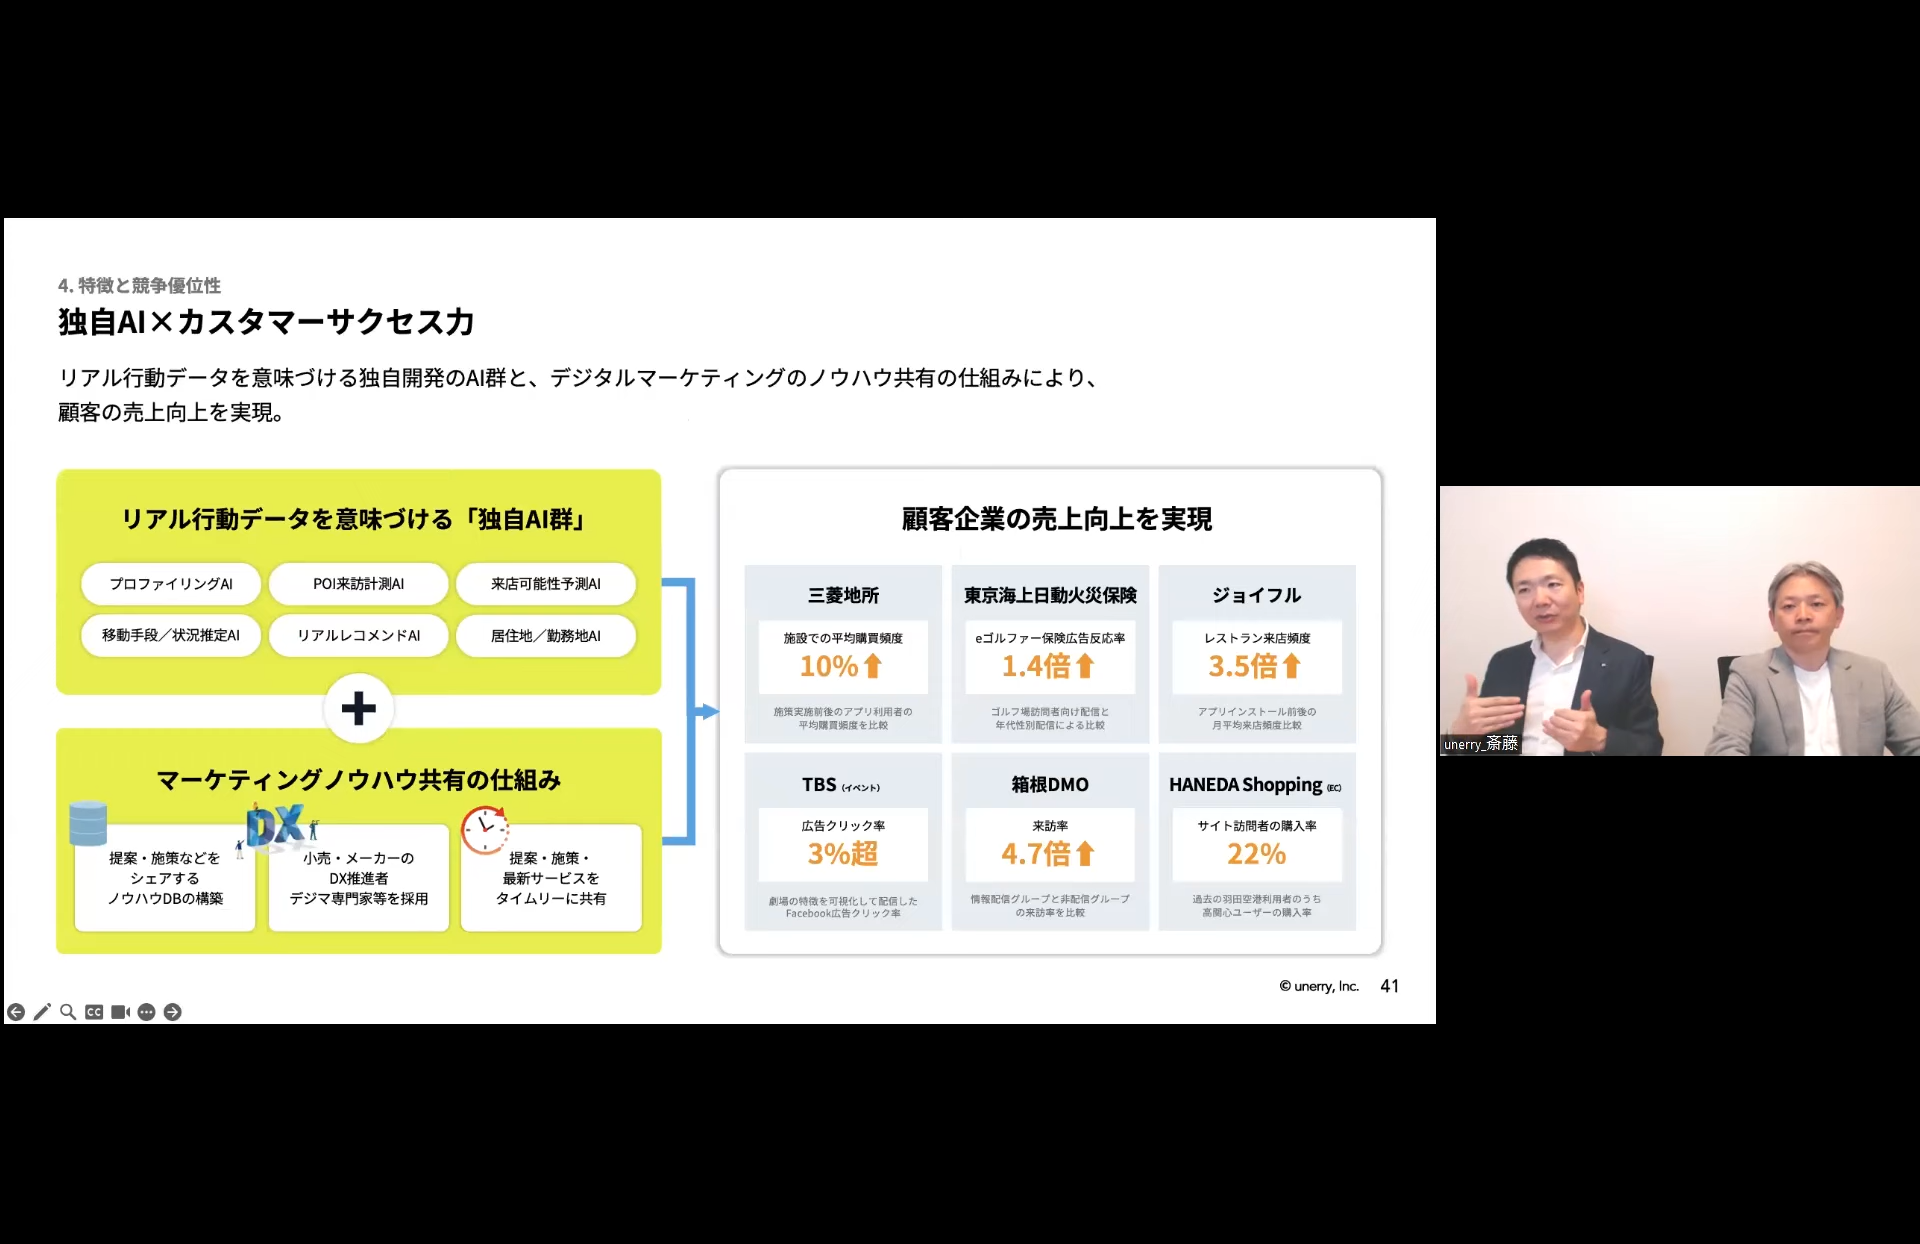 4. 特徴と競争優位性
独自AI×カスタマーサクセス力
リアル行動データを意味づける独自開発のAI群と、デジタルマーケティングのノウハウ共有の仕組みにより、
顧客の売上向上を実現。
リアル行動データを意味づける「独自AI群」
プロファイリングAI
POI来訪計測AI
来店可能性予測AI
移動手段／状況推定AI
リアルレコメンドAI
居住地／勤務地AI
+
マーケティングノウハウ共有の仕組み
提案・施策などを
シェアする
ノウハウDBの構築
DX
小売・メーカーの
DX推進者
デジマ専門家等を採用
提案・施策・
最新サービスを
タイムリーに共有
顧客企業の売上向上を実現
三菱地所
施設での平均購買頻度
10%⬆
施策実施前後のアプリ利用者の
平均購買頻度を比較
東京海上日動火災保険
eゴルファー保険広告反応率
1.4倍⬆
ゴルフ場訪問者向け配信と
年代性別配信による比較
ジョイフル
レストラン来店頻度
3.5倍⬆
アプリインストール前後の
月平均来店頻度比較
TBS (イベント)
広告クリック率
3%超
劇場の特徴を可視化して配信した
Facebook広告クリック率
箱根DMO
来訪率
4.7倍⬆
情報配信グループと非配信グループ
の来訪率を比較
HANEDA Shopping (EC)
サイト訪問者の購入率
22%
過去の羽田空港利用者のうち
高関心ユーザーの購入率
© unerry, Inc. 41
CC
unerry_斎藤